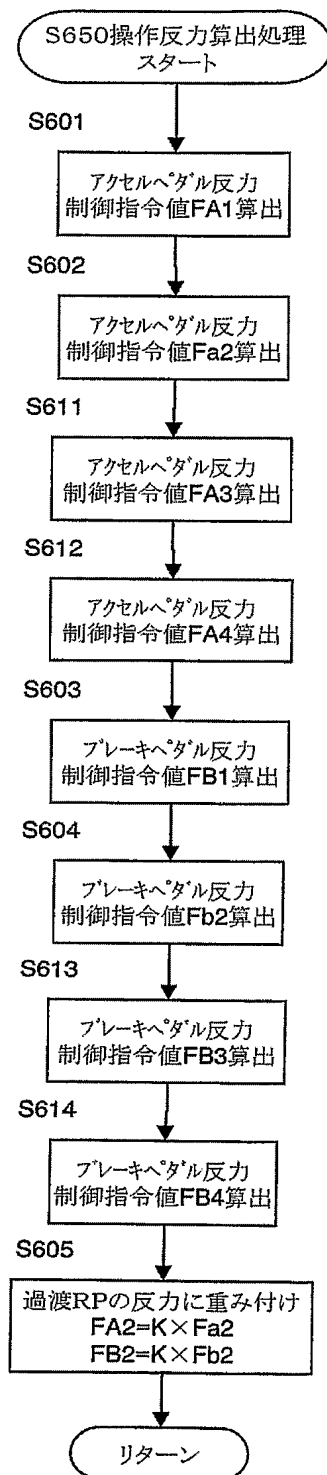 S650操作反力算出処理
スタート
S601
アクセルペダル反力
制御指令値FA1算出
S602
アクセルペダル反力
制御指令値Fa2算出
S611
アクセルペダル反力
制御指令値FA3算出
S612
アクセルペダル反力
制御指令値FA4算出
S603
ブレーキペダル反力
制御指令値FB1算出
S604
ブレーキペダル反力
制御指令値Fb2算出
S613
ブレーキペダル反力
制御指令値FB3算出
S614
ブレーキペダル反力
制御指令値FB4算出
S605
過渡RPの反力に重み付け
FA2=K×Fa2
FB2=K×Fb2
リターン